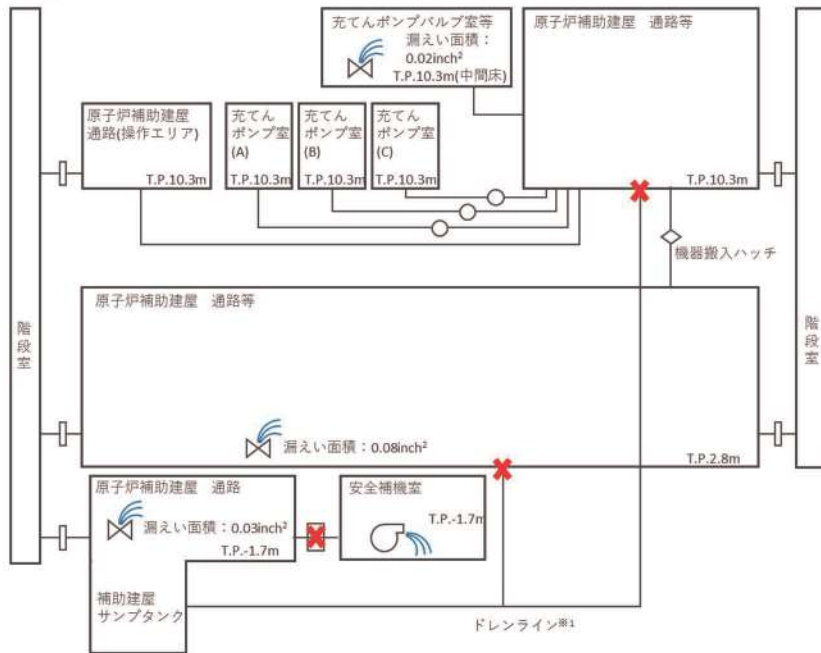 充てんポンプバルブ室等
漏えい面積：
0.02inch²
T.P.10.3m(中間床)
原子炉補助建屋　通路等
T.P.10.3m
原子炉補助建屋
通路(操作エリア)
T.P.10.3m
充てん
ポンプ室
(A)
T.P.10.3m
充てん
ポンプ室
(B)
T.P.10.3m
充てん
ポンプ室
(C)
T.P.10.3m
機器搬入ハッチ
階段室
階段室
原子炉補助建屋　通路等
漏えい面積：0.08inch²
T.P.2.8m
原子炉補助建屋　通路
漏えい面積：0.03inch²
T.P.-1.7m
補助建屋
サンプタンク
安全補機室
T.P.-1.7m
ドレンライン※1